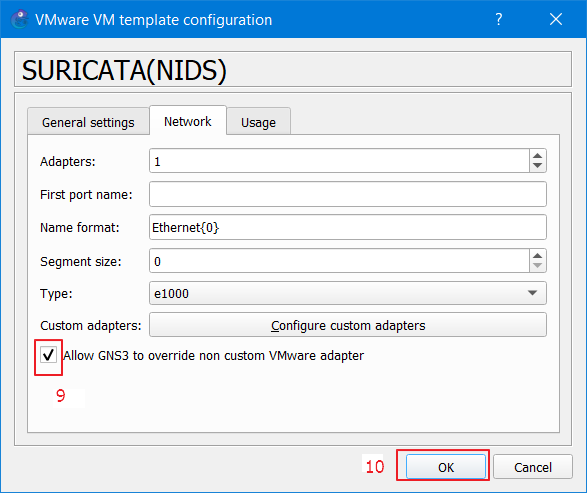 VMware VM template configuration
?
SURICATA(NIDS)
General settings
Network
Usage
Adapters:
1
First port name:
Name format:
Ethernet{0}
Segment size:
0
Type:
e1000
Custom adapters:
Configure custom adapters
Allow GNS3 to override non custom VMware adapter
9
10
OK
Cancel